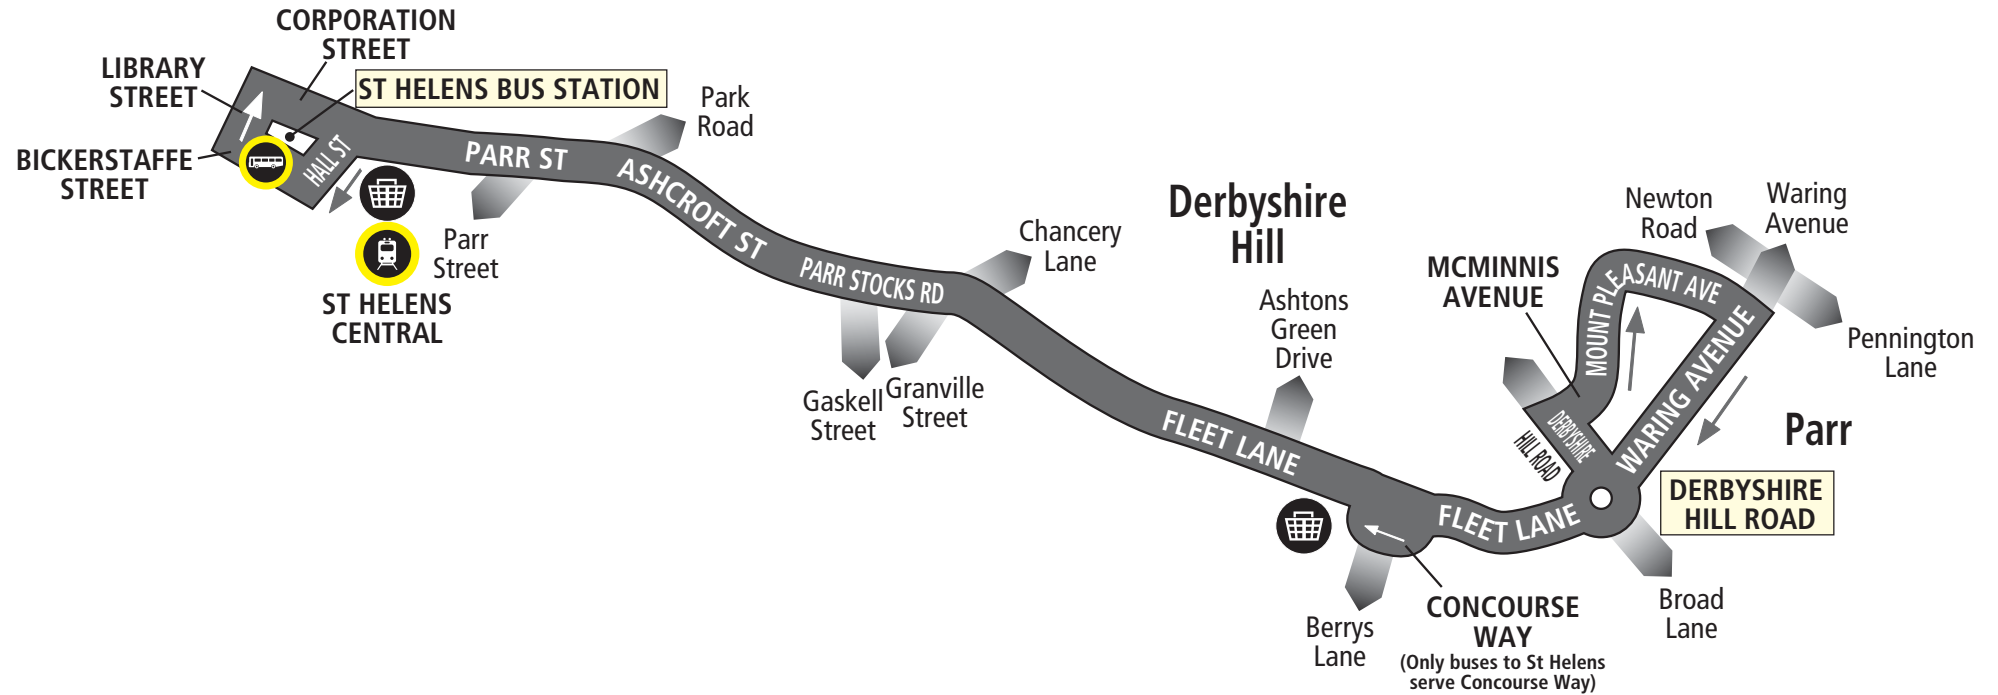 CORPORATION
STREET
LIBRARY
STREET
ST HELENS BUS STATION
BICKERSTAFFE
STREET
HALL ST
PARR ST
Park
Road
Parr
Street
ST HELENS
CENTRAL
ASHCROFT ST
PARR STOCKS RD
Chancery
Lane
Gaskell
Street
Granville
Street
Derbyshire
Hill
Ashtons
Green
Drive
FLEET LANE
Berrys
Lane
CONCOURSE
WAY
(Only buses to St Helens
serve Concourse Way)
FLEET LANE
MCMINNIS
AVENUE
DERBYSHIRE
HILL ROAD
MOUNT PLEASANT AVE
WARING AVENUE
Newton
Road
Waring
Avenue
Pennington
Lane
Parr
DERBYSHIRE
HILL ROAD
Broad
Lane